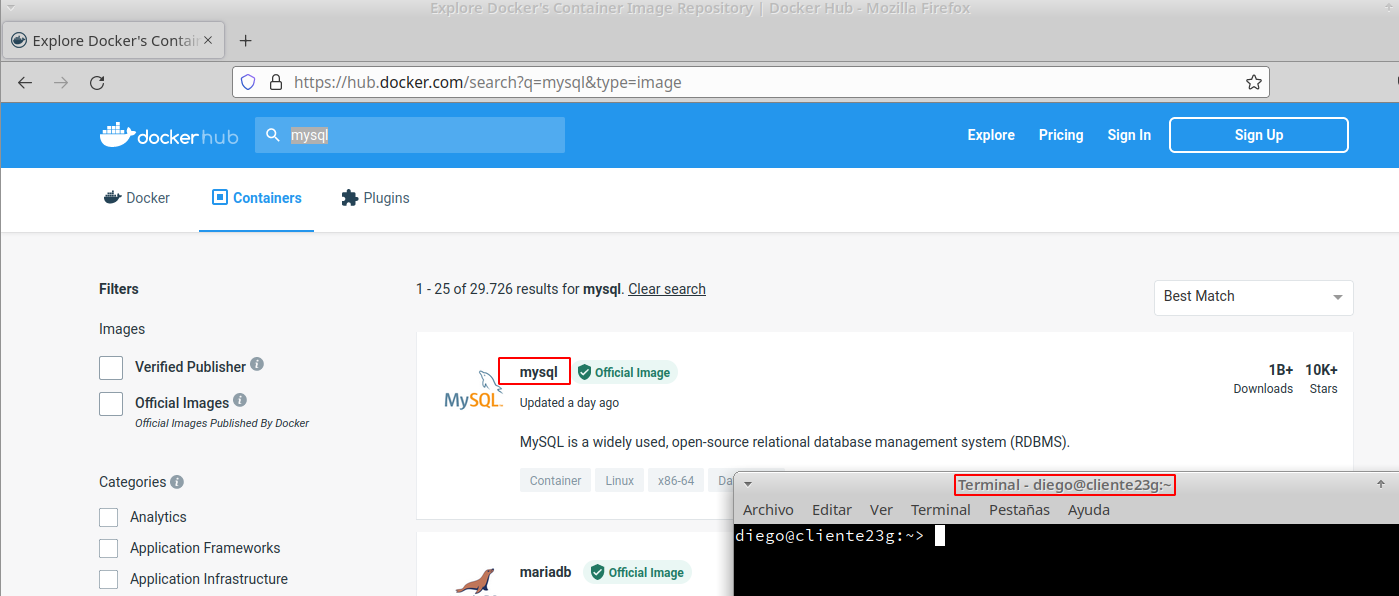 Explore Docker's Container Image Repository | Docker Hub - Mozilla Firefox
Explore Docker's Contai
https://hub.docker.com/search?q=mysql&type=image
docker hub mysql Explore Pricing Sign In Sign Up
Docker Containers Plugins
Filters
1 - 25 of 29.726 results for mysql. Clear search
Best Match
Images
Verified Publisher
Official Images
Official Images Published By Docker
Categories
Analytics
Application Frameworks
Application Infrastructure
mysql Official Image
MySQL
Updated a day ago
1B+ 10K+
Downloads Stars
MySQL is a widely used, open-source relational database management system (RDBMS).
Container Linux x86-64
mariadb Official Image
Terminal - diego@cliente23g:~
Archivo Editar Ver Terminal Pestañas Ayuda
diego@cliente23g:~>